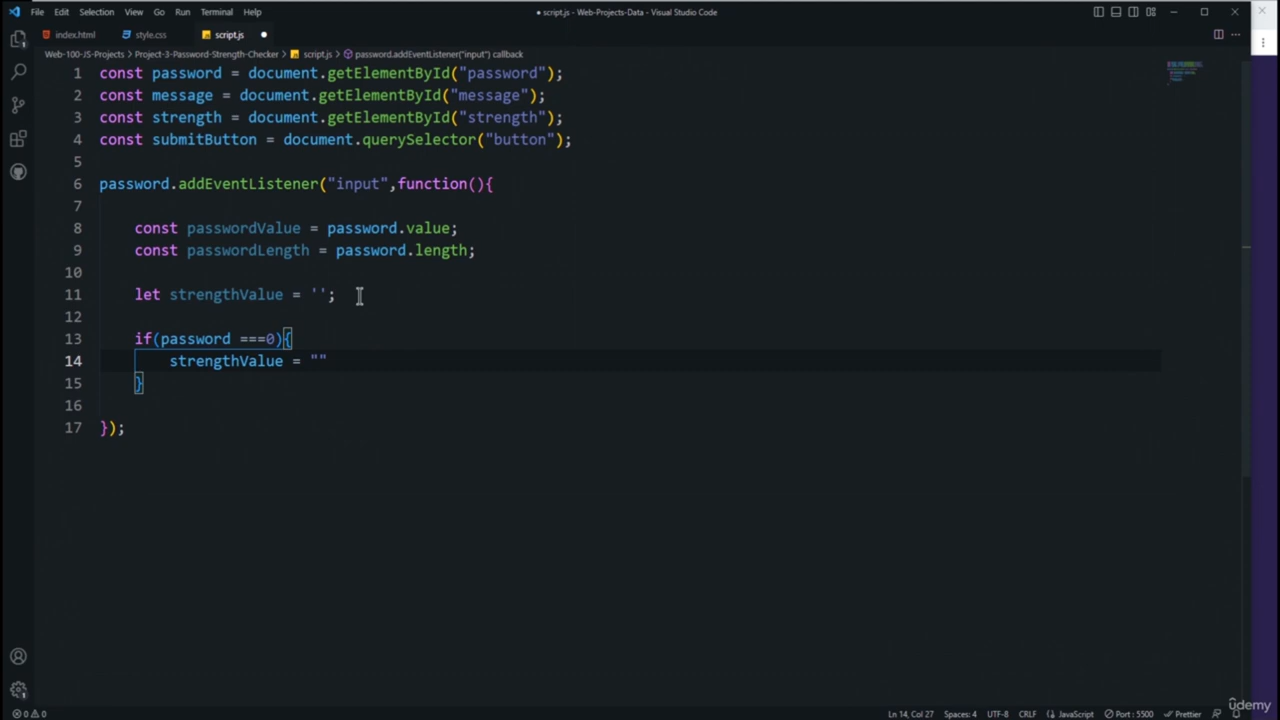 File Edit Selection View Go Run Terminal Help
● script.js - Web-Projects-Data - Visual Studio Code
index.html style.css script.js
Web-100-JS-Projects > Project-3-Password-Strength-Checker > script.js > password.addEventListener("input") callback
1 const password = document.getElementById("password");
2 const message = document.getElementById("message");
3 const strength = document.getElementById("strength");
4 const submitButton = document.querySelector("button");
5
6 password.addEventListener("input",function(){
7
8 const passwordValue = password.value;
9 const passwordLength = password.length;
10
11 let strengthValue = '';
12
13 if(password ===0){
14 strengthValue = ""
15 }
16
17 });
0 0 Ln 14, Col 27 Spaces: 4 UTF-8 CRLF {} JavaScript Port : 5500 Prettier
udemy